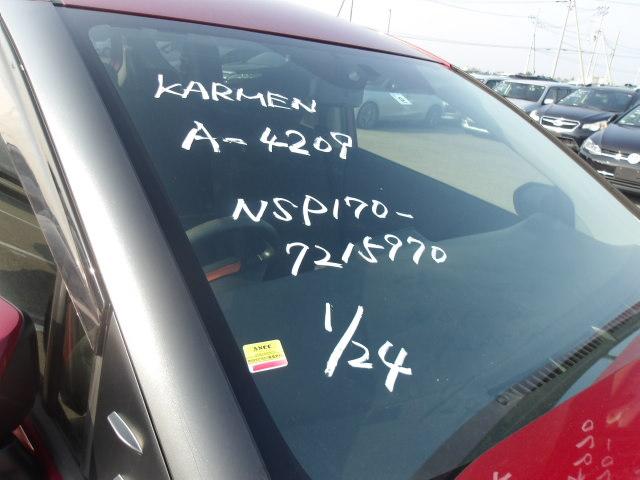 KARMEN
A-4209
NSP170-
7215970
1/24